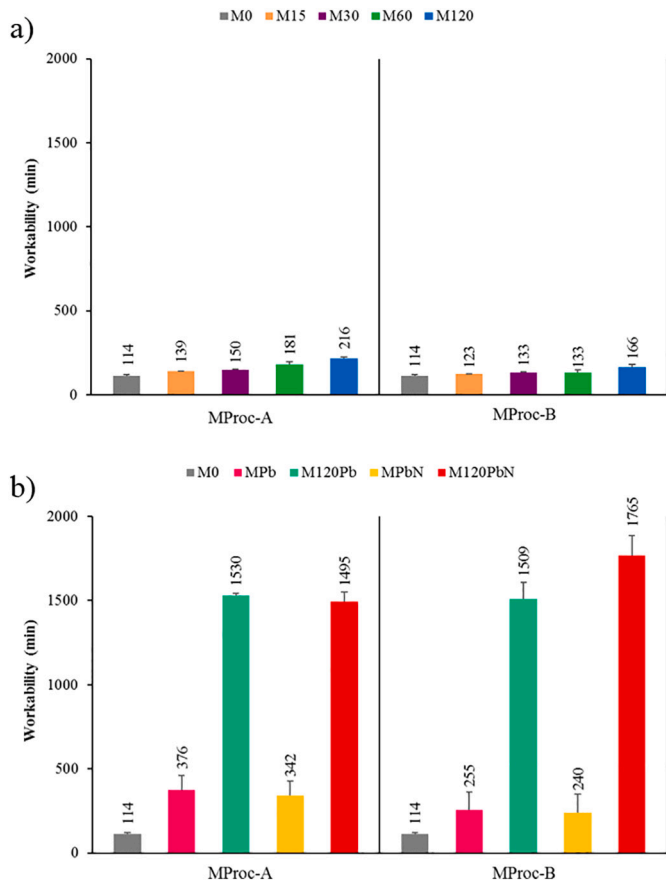 a)
M0 M15 M30 M60 M120
Workability (min)
2000
1500
1000
500
0
114 139 150 181 216 114 123 133 133 166
MProc-A MProc-B
b)
M0 MPb M120Pb MPbN M120PbN
Workability (min)
2000
1500
1000
500
0
114 376 1530 342 1495 114 255 1509 240 1765
MProc-A MProc-B